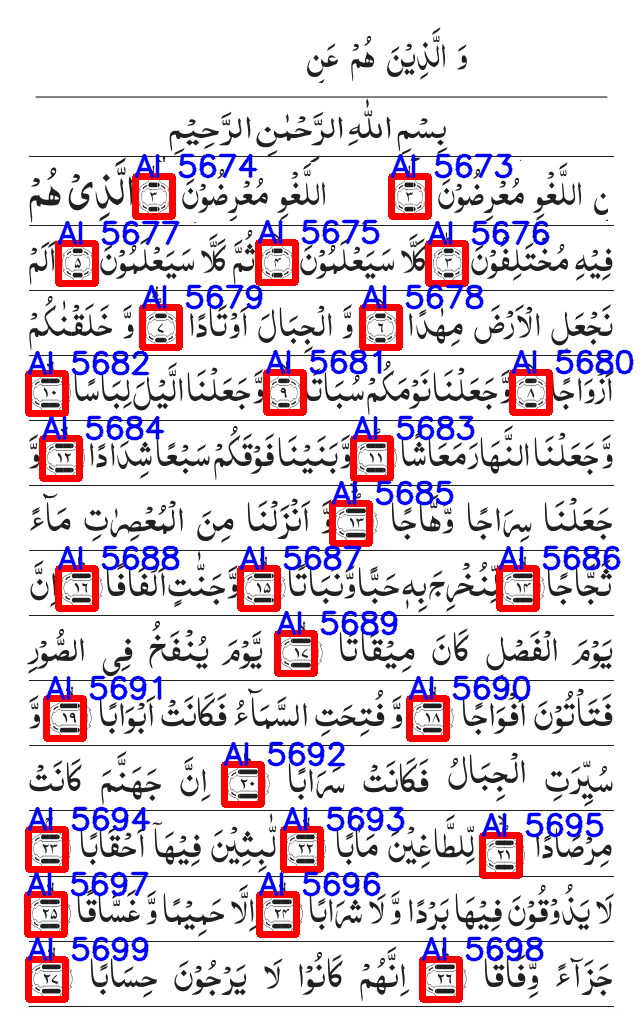 وَ الَّذِيْنَ هُمْ عَنِ
بِسْمِ اللّٰهِ الرَّحْمٰنِ الرَّحِيْمِ
AI 5674 AI 5673
نِ اللَّغْوِ مُعْرِضُوْنَ ٣ اللَّغْوِ مُعْرِضُوْنَ ٣ الَّذِىْ هُمْ
AI 5677 AI 5675 AI 5676
فِيْهِ مُخْتَلِفُوْنَ ٣ كَلَّا سَيَعْلَمُوْنَ ٤ ثُمَّ كَلَّا سَيَعْلَمُوْنَ ٥ اَلَمْ
AI 5679 AI 5678
نَجْعَلِ الْاَرْضَ مِهٰدًا ٦ وَّ الْجِبَالَ اَوْتَادًا ٧ وَّ خَلَقْنٰكُمْ
AI 5682 AI 5681 AI 5680
اَزْوَاجًا ٨ وَّجَعَلْنَا نَوْمَكُمْ سُبَاتًا ٩ وَّجَعَلْنَا الَّيْلَ لِبَاسًا ١٠
AI 5684 AI 5683
وَّجَعَلْنَا النَّهَارَ مَعَاشًا ١١ وَّبَنَيْنَا فَوْقَكُمْ سَبْعًا شِدَادًا ١٢ وَّ
AI 5685
جَعَلْنَا سِرَاجًا وَّهَّاجًا ١٣ وَّ اَنْزَلْنَا مِنَ الْمُعْصِرٰتِ مَآءً
AI 5688 AI 5687 AI 5686
ثَجَّاجًا ١٤ لِّنُخْرِجَ بِهٖ حَبًّا وَّنَبَاتًا ١٥ وَّجَنّٰتٍ اَلْفَافًا ١٦ اِنَّ
AI 5689
يَوْمَ الْفَصْلِ كَانَ مِيْقَاتًا ١٧ يَّوْمَ يُنْفَخُ فِى الصُّوْرِ
AI 5691 AI 5690
فَتَاْتُوْنَ اَفْوَاجًا ١٨ وَّ فُتِحَتِ السَّمَآءُ فَكَانَتْ اَبْوَابًا ١٩ وَّ
AI 5692
سُيِّرَتِ الْجِبَالُ فَكَانَتْ سَرَابًا ٢٠ اِنَّ جَهَنَّمَ كَانَتْ
AI 5694 AI 5693 AI 5695
مِرْصَادًا ٢١ لِّلطَّاغِيْنَ مَاٰبًا ٢٢ لّٰبِثِيْنَ فِيْهَاۤ اَحْقَابًا ٢٣
AI 5697 AI 5696
لَا يَذُوْقُوْنَ فِيْهَا بَرْدًا وَّ لَا شَرَابًا ٢٤ اِلَّا حَمِيْمًا وَّ غَسَّاقًا ٢٥
AI 5699 AI 5698
جَزَآءً وِّفَاقًا ٢٦ اِنَّهُمْ كَانُوْا لَا يَرْجُوْنَ حِسَابًا ٢٧